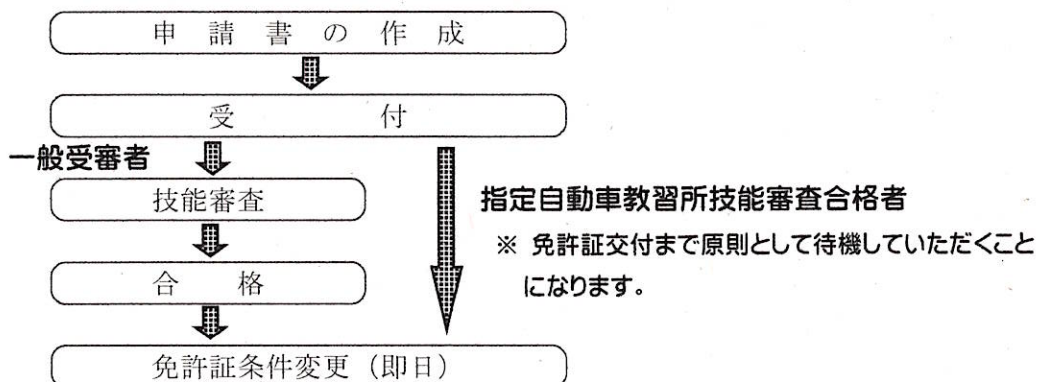 申請書の作成
受付
一般受審者
技能審査
指定自動車教習所技能審査合格者
※ 免許証交付まで原則として待機していただくこと
になります。
合格
免許証条件変更（即日）